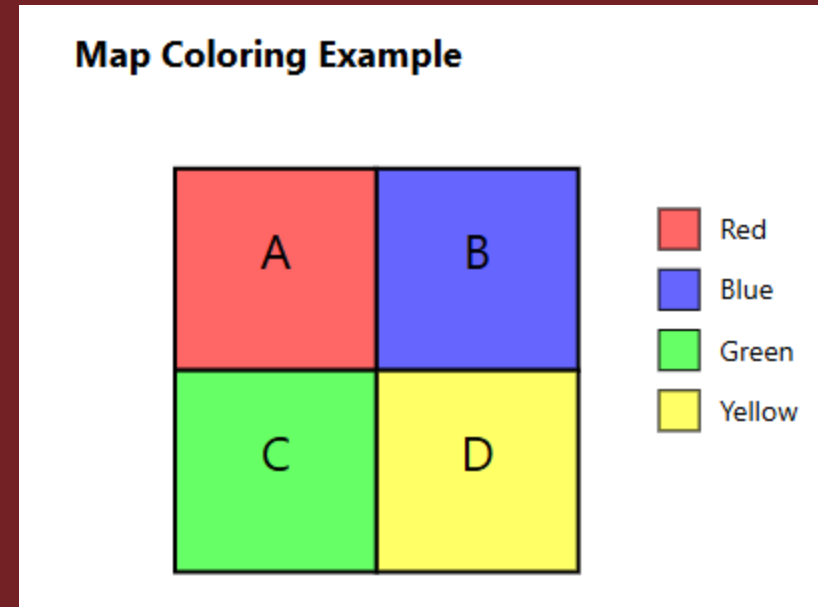 Map Coloring Example
A B
C D
Red
Blue
Green
Yellow